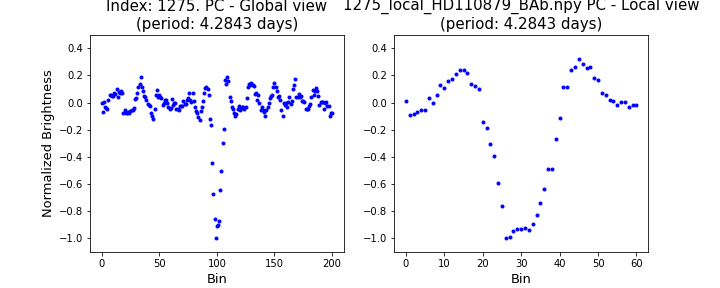 Index: 1275. PC - Global view
(period: 4.2843 days)
1275_local_HD110879_BAb.npy PC - Local view
(period: 4.2843 days)
Normalized Brightness
0.4
0.2
0.0
−0.2
−0.4
−0.6
−0.8
−1.0
0 50 100 150 200
Bin
0.4
0.2
0.0
−0.2
−0.4
−0.6
−0.8
−1.0
0 10 20 30 40 50 60
Bin